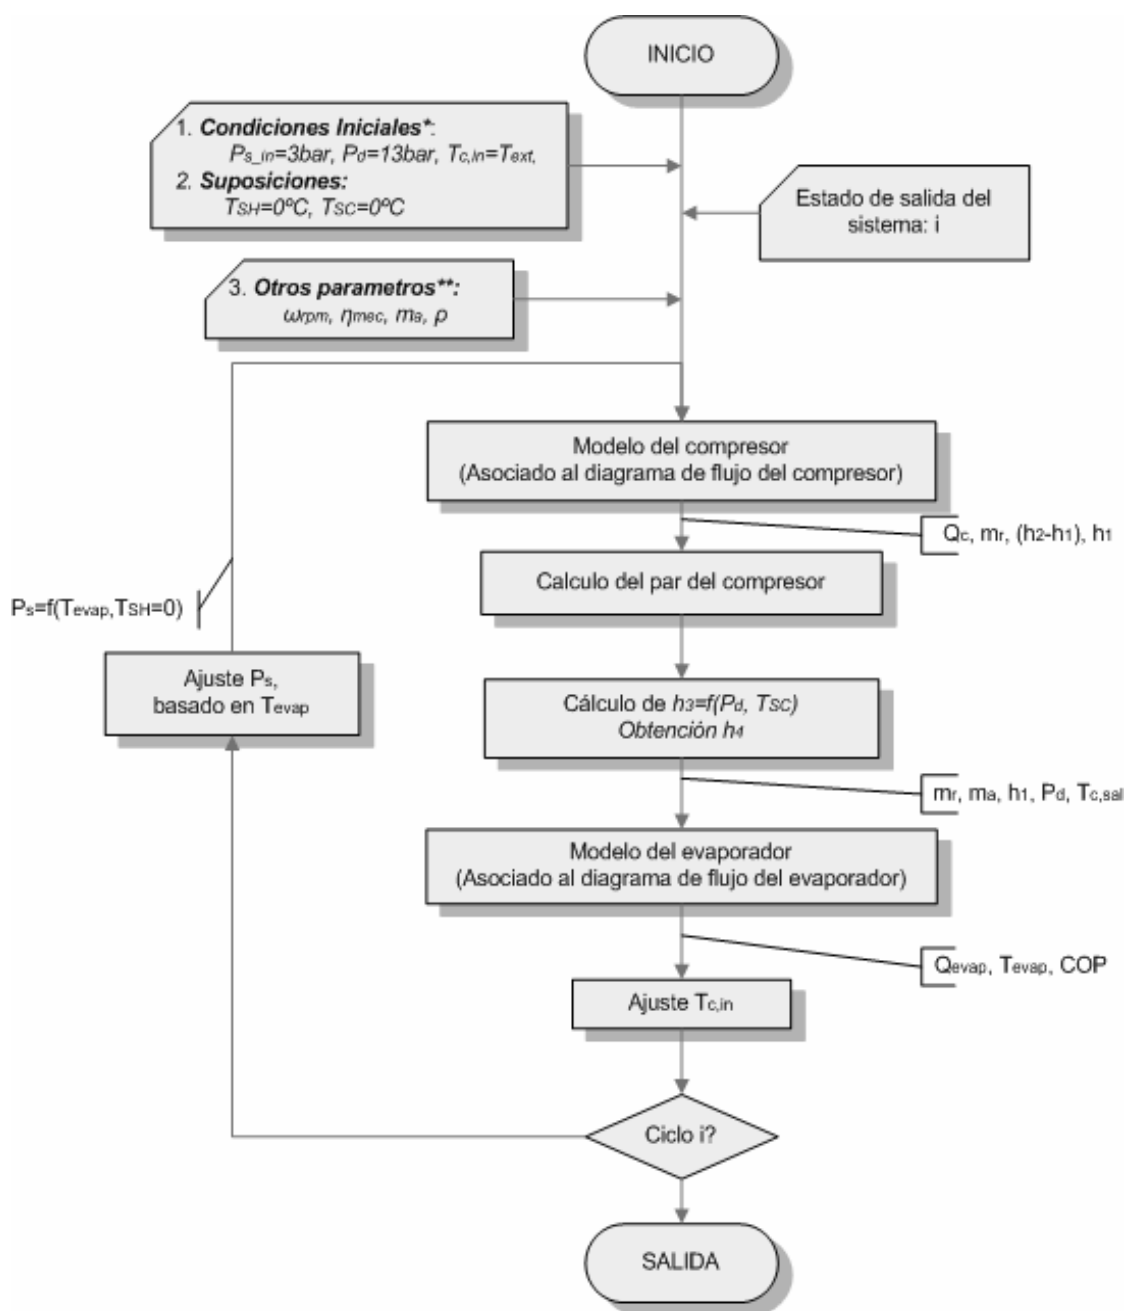 INICIO
1. Condiciones Iniciales*:
Ps_in=3bar, Pd=13bar, Tc,in=Text,
2. Suposiciones:
TSH=0ºC, TSC=0ºC
Estado de salida del
sistema: i
3. Otros parametros**:
ωrpm, ηmec, ma, ρ
Modelo del compresor
(Asociado al diagrama de flujo del compresor)
Qc, mr, (h2-h1), h1
Calculo del par del compresor
Ps=f(Tevap,TSH=0)
Ajuste Ps,
basado en Tevap
Cálculo de h3=f(Pd, TSC)
Obtención h4
mr, ma, h1, Pd, Tc,sal
Modelo del evaporador
(Asociado al diagrama de flujo del evaporador)
Qevap, Tevap, COP
Ajuste Tc,in
Ciclo i?
SALIDA